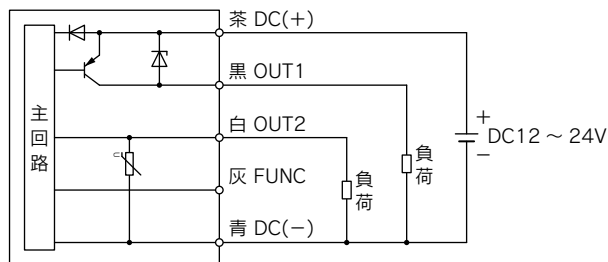 茶 DC(+)
黒 OUT1
白 OUT2
灰 FUNC
青 DC(−)
主回路
負荷
負荷
+
DC12 ~ 24V
−